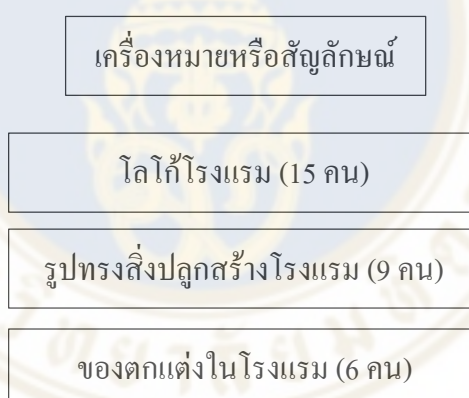 เครื่องหมายหรือสัญลักษณ์
โลโก้โรงแรม (15 คน)
รูปทรงสิ่งปลูกสร้างโรงแรม (9 คน)
ของตกแต่งในโรงแรม (6 คน)